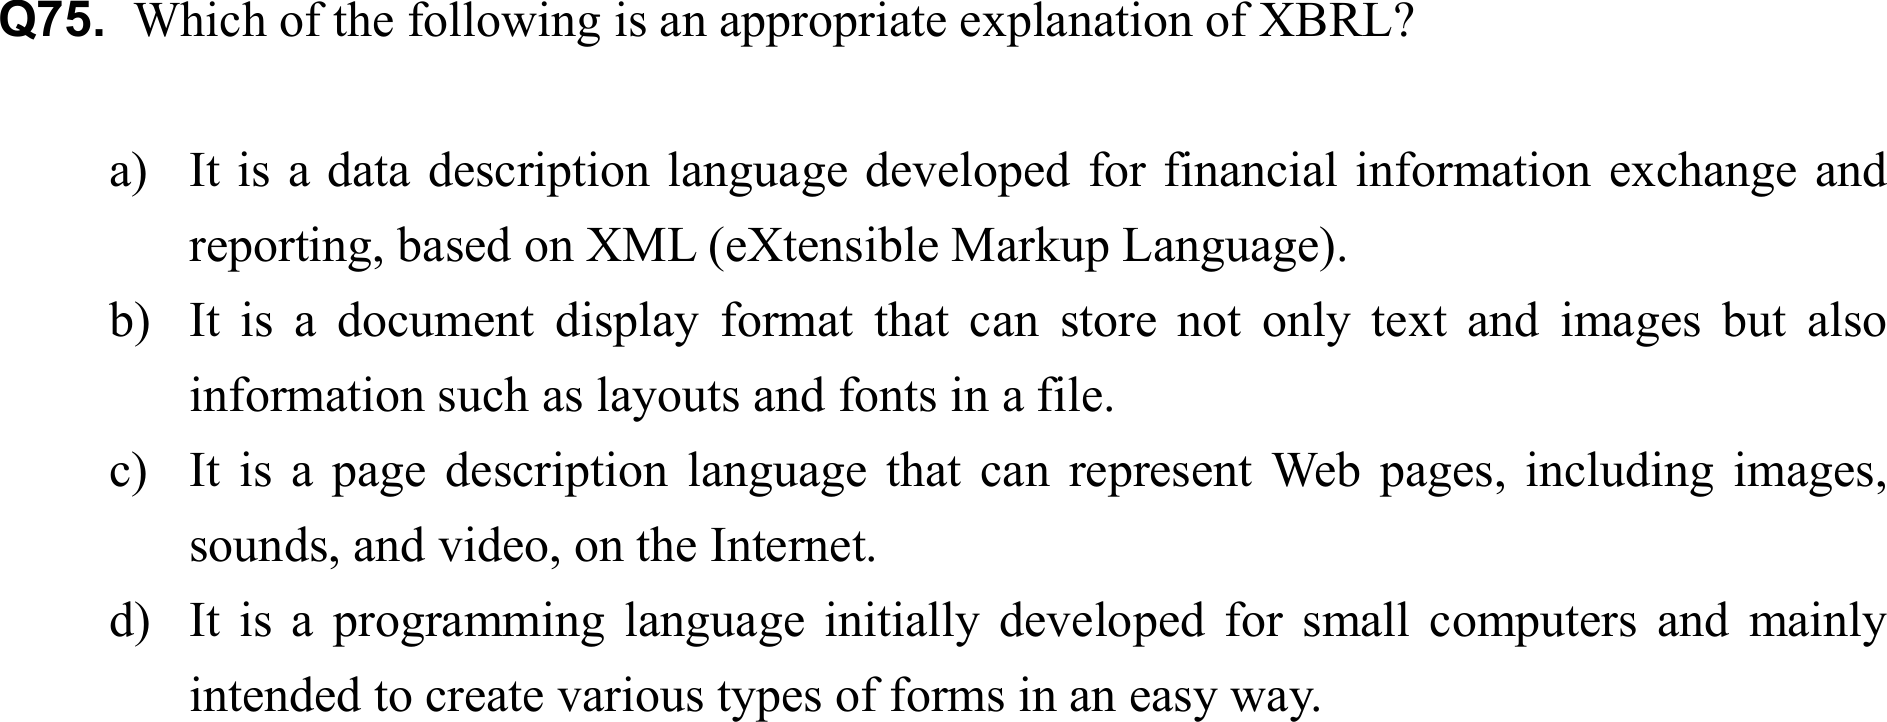 Q75. Which of the following is an appropriate explanation of XBRL?
a) It is a data description language developed for financial information exchange and
reporting, based on XML (eXtensible Markup Language).
b) It is a document display format that can store not only text and images but also
information such as layouts and fonts in a file.
c) It is a page description language that can represent Web pages, including images,
sounds, and video, on the Internet.
d) It is a programming language initially developed for small computers and mainly
intended to create various types of forms in an easy way.